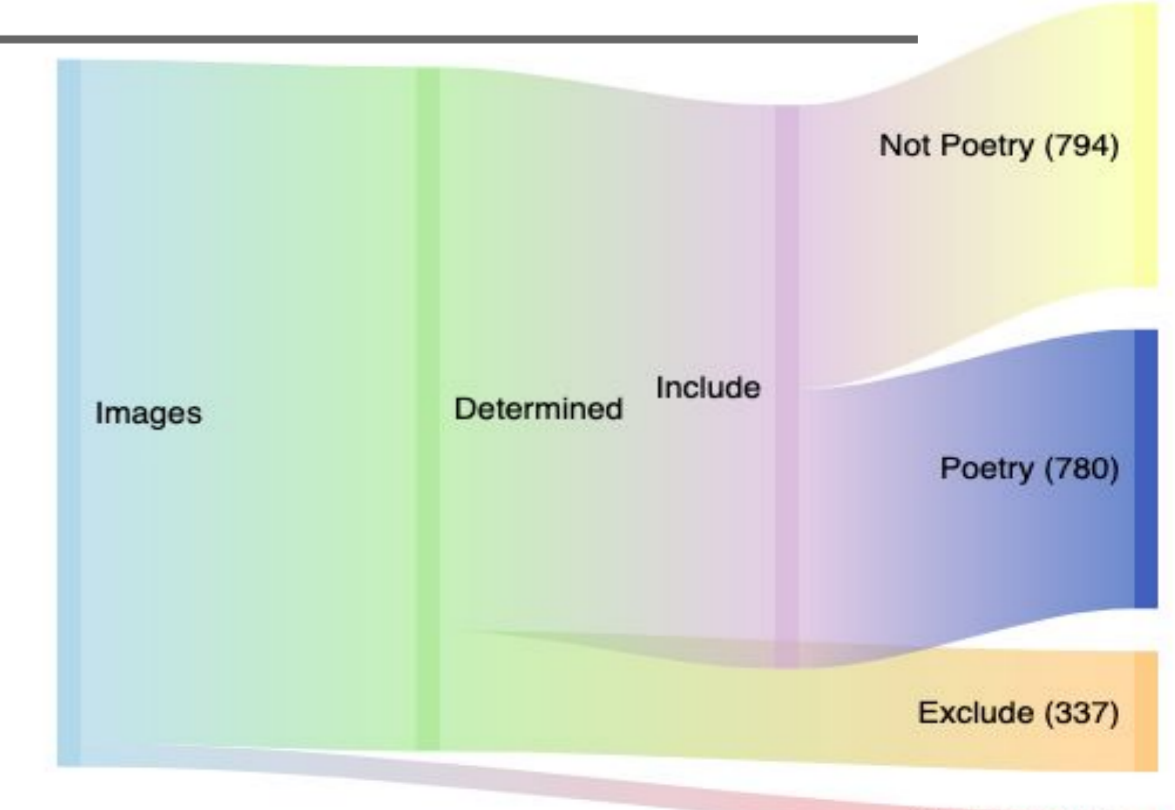 Not Poetry (794)
Include
Images
Determined
Poetry (780)
Exclude (337)